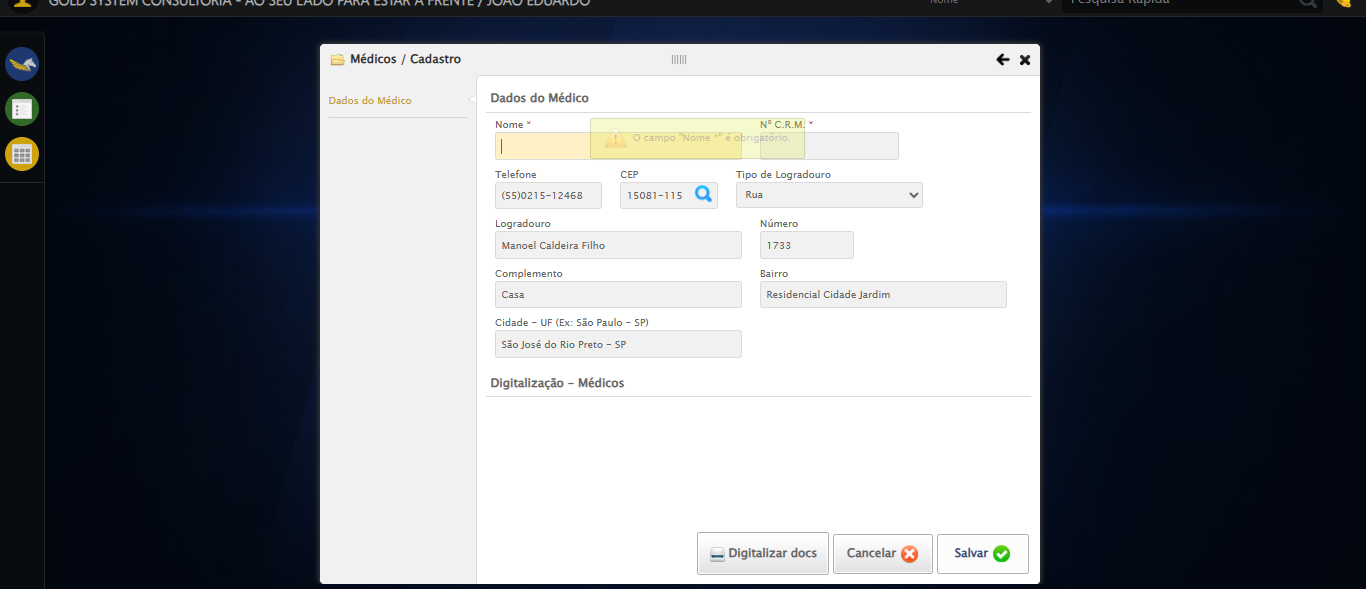 GOLD SYSTEM CONSULTORIA - AO SEU LADO PARA ESTAR À FRENTE / JOÃO EDUARDO
Nome
Pesquisa Rápida
Médicos / Cadastro
Dados do Médico
Dados do Médico
Nome *
Nº C.R.M. *
O campo "Nome *" é obrigatório.
Telefone
CEP
Tipo de Logradouro
(55)0215-12468
15081-115
Rua
Logradouro
Número
Manoel Caldeira Filho
1733
Complemento
Bairro
Casa
Residencial Cidade Jardim
Cidade - UF (Ex: São Paulo - SP)
São José do Rio Preto - SP
Digitalização - Médicos
Digitalizar docs
Cancelar
Salvar